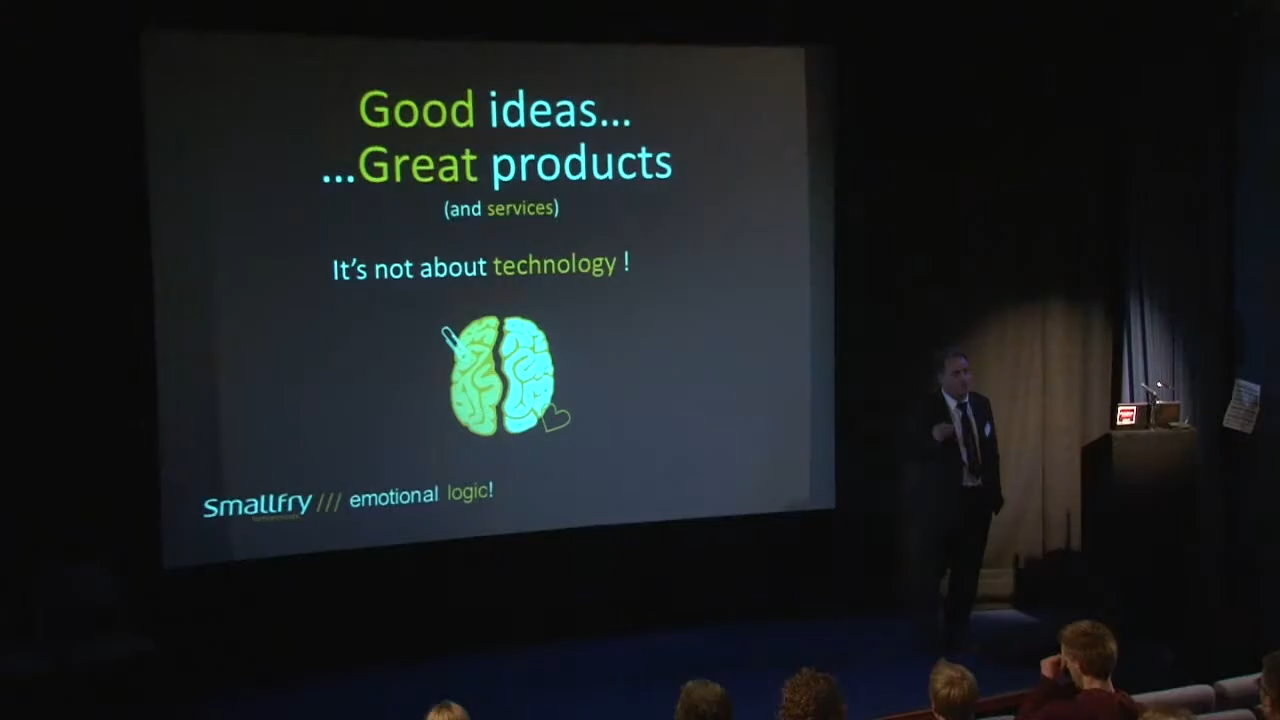 Good ideas...
...Great products
(and services)
It's not about technology !
smallfry /// emotional logic!